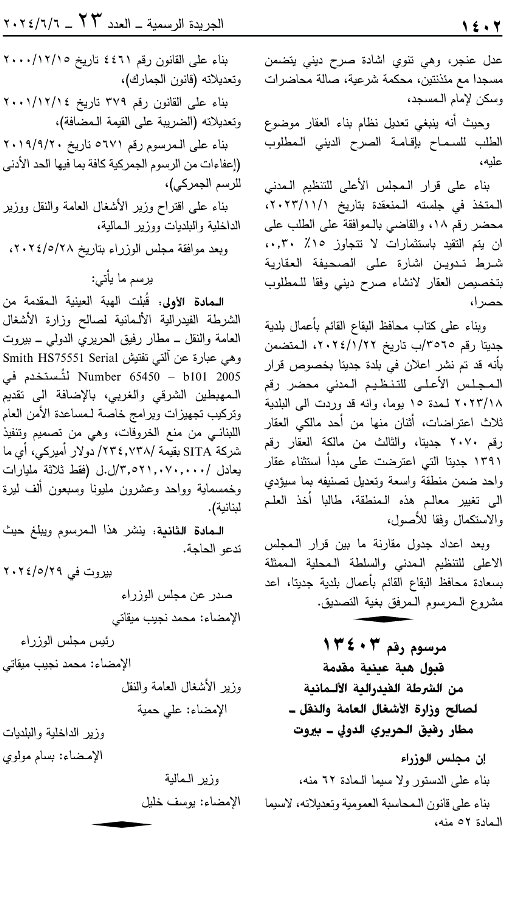 ١٤٠٢
الجريدة الرسمية – العدد ٢٣ – ٢٠٢٤/٦/٦
عدل عنجر، وهي تنوي اشادة صرح ديني يتضمن
مسجدا مع مئذنتين، محكمة شرعية، صالة محاضرات
وسكن لإمام المسجد،
وحيث أنه ينبغي تعديل نظام بناء العقار موضوع
الطلب للسماح بإقامة الصرح الديني المطلوب
عليه،
بناء على قرار المجلس الأعلى للتنظيم المدني
المتخذ في جلسته المنعقدة بتاريخ ٢٠٢٣/١١/١،
محضر رقم ١٨، والقاضي بالموافقة على الطلب على
ان يتم التقيد باستثمارات لا تتجاوز ١٥٪ ٠,٣٠،
شرط تدوين اشارة على الصحيفة العقارية
بتخصيص العقار لانشاء صرح ديني وفقا للمطلوب
حصرا،
وبناء على كتاب محافظ البقاع القائم بأعمال بلدية
جديتا رقم ٣٥٦٥/ب تاريخ ٢٠٢٤/١/٢٢، المتضمن
بأنه قد تم نشر اعلان في بلدة جديتا بخصوص قرار
المجلس الأعلى للتنظيم المدني محضر رقم
٢٠٢٣/١٨ لمدة ١٥ يوما، وانه قد وردت الى البلدية
ثلاث اعتراضات، أثنان منها من أحد مالكي العقار
رقم ٢٠٧٠ جديتا، والثالث من مالكة العقار رقم
١٣٩١ جديتا التي اعترضت على مبدأ استثناء عقار
واحد ضمن منطقة واسعة وتعديل تصنيفه بما سيؤدي
الى تغيير معالم هذه المنطقة، طالبا أخذ العلم
والاستكمال وفقا للأصول،
وبعد اعداد جدول مقارنة ما بين قرار المجلس
الاعلى للتنظيم المدني والسلطة المحلية الممثلة
بسعادة محافظ البقاع القائم بأعمال بلدية جديتا، اعد
مشروع المرسوم المرفق بغية التصديق.
مرسوم رقم ١٣٤٠٣
قبول هبة عينية مقدمة
من الشرطة الفيدرالية الألمانية
لصالح وزارة الأشغال العامة والنقل –
مطار رفيق الحريري الدولي – بيروت
إن مجلس الوزراء
بناء على الدستور ولا سيما المادة ٦٢ منه،
بناء على قانون المحاسبة العمومية وتعديلاته، لاسيما
المادة ٥٢ منه،
بناء على القانون رقم ٤٤٦١ تاريخ ٢٠٠٠/١٢/١٥
وتعديلاته (قانون الجمارك)،
بناء على القانون رقم ٣٧٩ تاريخ ٢٠٠١/١٢/١٤
وتعديلاته (الضريبة على القيمة المضافة)،
بناء على المرسوم رقم ٥٦٧١ تاريخ ٢٠١٩/٩/٢٠
(إعفاءات من الرسوم الجمركية كافة بما فيها الحد الأدنى
للرسم الجمركي)،
بناء على اقتراح وزير الأشغال العامة والنقل ووزير
الداخلية والبلديات ووزير المالية،
وبعد موافقة مجلس الوزراء بتاريخ ٢٠٢٤/٥/٢٨،
يرسم ما يأتي:
المادة الأولى: قُبلت الهبة العينية المقدمة من
الشرطة الفيدرالية الألمانية لصالح وزارة الأشغال
العامة والنقل – مطار رفيق الحريري الدولي – بيروت
وهي عبارة عن ألتي تفتيش Smith HS75551 Serial
Number 65450 – b101 2005 لتُستخدم في
المهبطين الشرقي والغربي، بالإضافة الى تقديم
وتركيب تجهيزات وبرامج خاصة لمساعدة الأمن العام
اللبناني من منع الخروقات، وهي من تصميم وتنفيذ
شركة SITA بقيمة /٢٣٤,٧٣٨/ دولار أميركي، أي ما
يعادل /٣,٥٢١,٠٧٠,٠٠٠/ل.ل (فقط ثلاثة مليارات
وخمسماية وواحد وعشرون مليونا وسبعون ألف ليرة
لبنانية).
المادة الثانية: ينشر هذا المرسوم ويبلغ حيث
تدعو الحاجة.
بيروت في ٢٠٢٤/٥/٢٩
صدر عن مجلس الوزراء
الإمضاء: محمد نجيب ميقاتي
رئيس مجلس الوزراء
الإمضاء: محمد نجيب ميقاتي
وزير الأشغال العامة والنقل
الإمضاء: علي حمية
وزير الداخلية والبلديات
الإمضاء: بسام مولوي
وزير المالية
الإمضاء: يوسف خليل